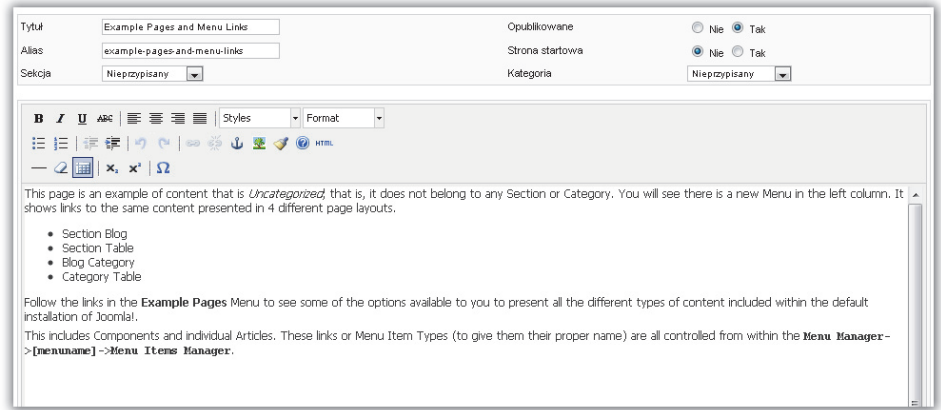 Tytuł Example Pages and Menu Links Opublikowane Nie Tak
Alias example-pages-and-menu-links Strona startowa Nie Tak
Sekcja Nieprzypisany Kategoria Nieprzypisany
B I U ABC Styles Format
HTML
x₂ x² Ω
This page is an example of content that is Uncategorized; that is, it does not belong to any Section or Category. You will see there is a new Menu in the left column. It
shows links to the same content presented in 4 different page layouts.
• Section Blog
• Section Table
• Blog Category
• Category Table
Follow the links in the Example Pages Menu to see some of the options available to you to present all the different types of content included within the default
installation of Joomla!.
This includes Components and individual Articles. These links or Menu Item Types (to give them their proper name) are all controlled from within the Menu Manager-
>[menuname]->Menu Items Manager.